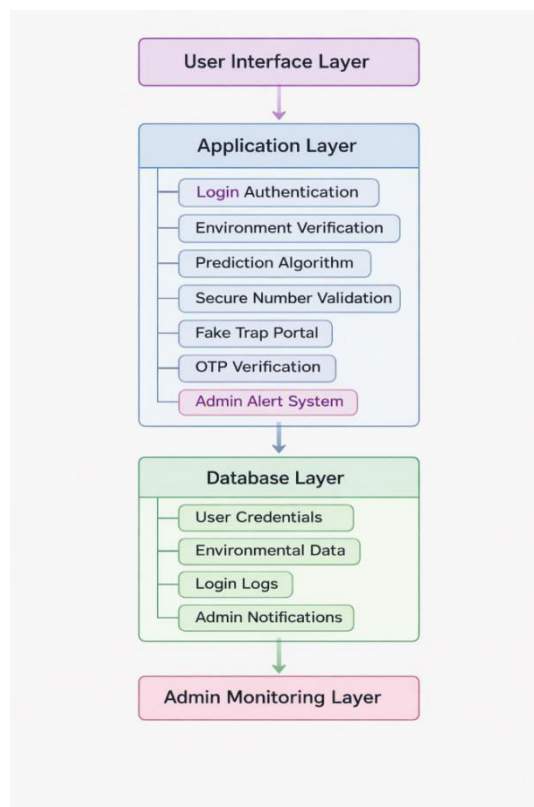 User Interface Layer
Application Layer
Login Authentication
Environment Verification
Prediction Algorithm
Secure Number Validation
Fake Trap Portal
OTP Verification
Admin Alert System
Database Layer
User Credentials
Environmental Data
Login Logs
Admin Notifications
Admin Monitoring Layer